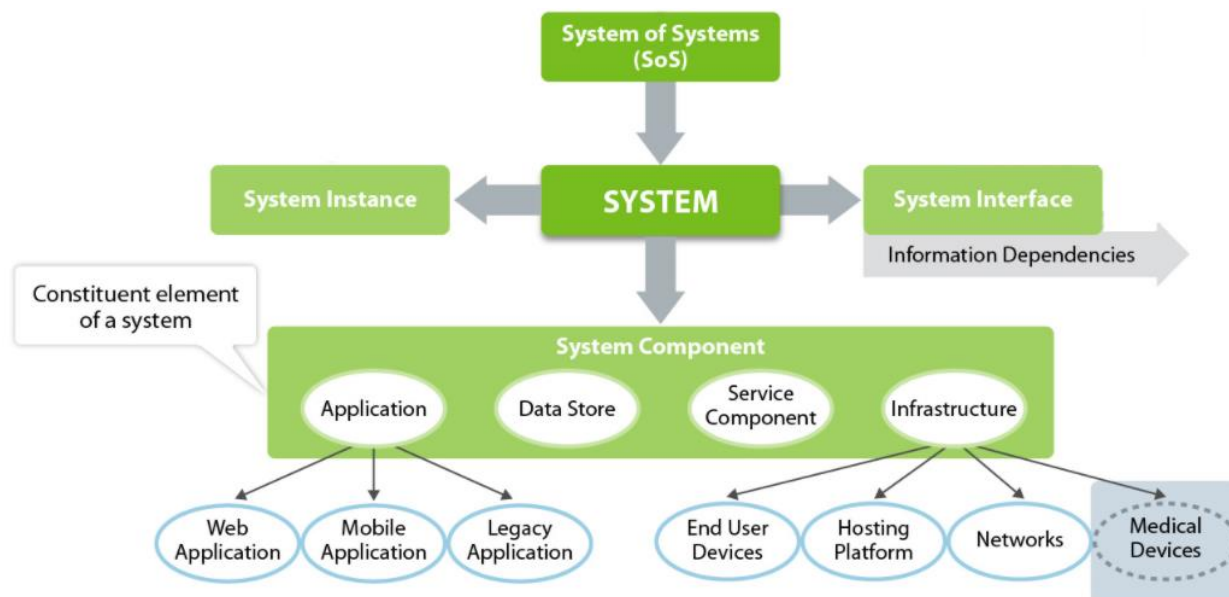 System of Systems
(SoS)
System Instance
SYSTEM
System Interface
Information Dependencies
Constituent element
of a system
System Component
Application
Data Store
Service
Component
Infrastructure
Web
Application
Mobile
Application
Legacy
Application
End User
Devices
Hosting
Platform
Networks
Medical
Devices